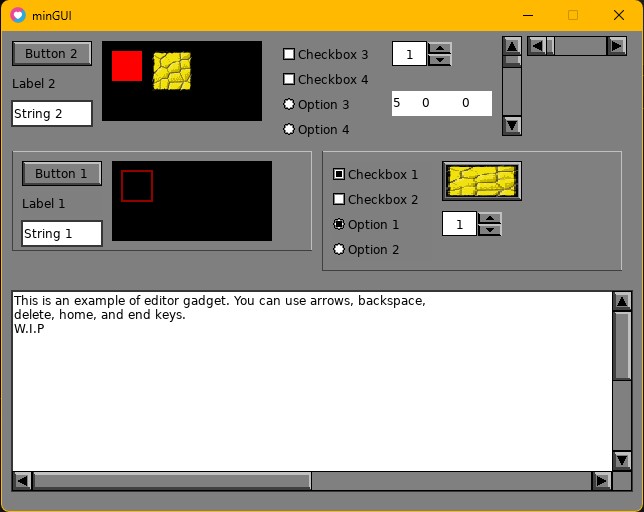 minGUI
Button 2
Checkbox 3
1
Label 2
Checkbox 4
String 2
Option 3
5 0 0
Option 4
Button 1
Label 1
String 1
Checkbox 1
Checkbox 2
Option 1
1
Option 2
This is an example of editor gadget. You can use arrows, backspace,
delete, home, and end keys.
W.I.P